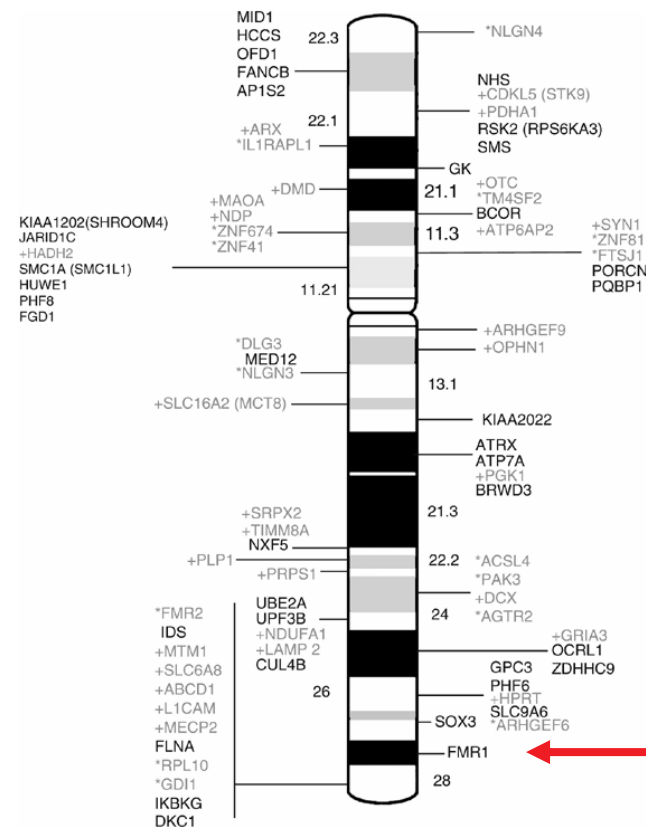 MID1
HCCS
OFD1
FANCB
AP1S2
22.3
*NLGN4
NHS
+CDKL5 (STK9)
+PDHA1
RSK2 (RPS6KA3)
SMS
22.1
+ARX
*IL1RAPL1
GK
+DMD
21.1
+OTC
*TM4SF2
BCOR
+ATP6AP2
+MAOA
+NDP
*ZNF674
*ZNF41
11.3
+SYN1
*ZNF81
*FTSJ1
PORCN
PQBP1
KIAA1202(SHROOM4)
JARID1C
+HADH2
SMC1A (SMC1L1)
HUWE1
PHF8
FGD1
11.21
+ARHGEF9
+OPHN1
*DLG3
MED12
*NLGN3
13.1
+SLC16A2 (MCT8)
KIAA2022
ATRX
ATP7A
+PGK1
BRWD3
21.3
+SRPX2
+TIMM8A
NXF5
+PLP1
+PRPS1
22.2
*ACSL4
*PAK3
+DCX
*AGTR2
24
UBE2A
UPF3B
+NDUFA1
+LAMP 2
CUL4B
+GRIA3
OCRL1
ZDHHC9
26
GPC3
PHF6
+HPRT
SLC9A6
*ARHGEF6
SOX3
FMR1
28
*FMR2
IDS
+MTM1
+SLC6A8
+ABCD1
+L1CAM
+MECP2
FLNA
*RPL10
*GDI1
IKBKG
DKC1